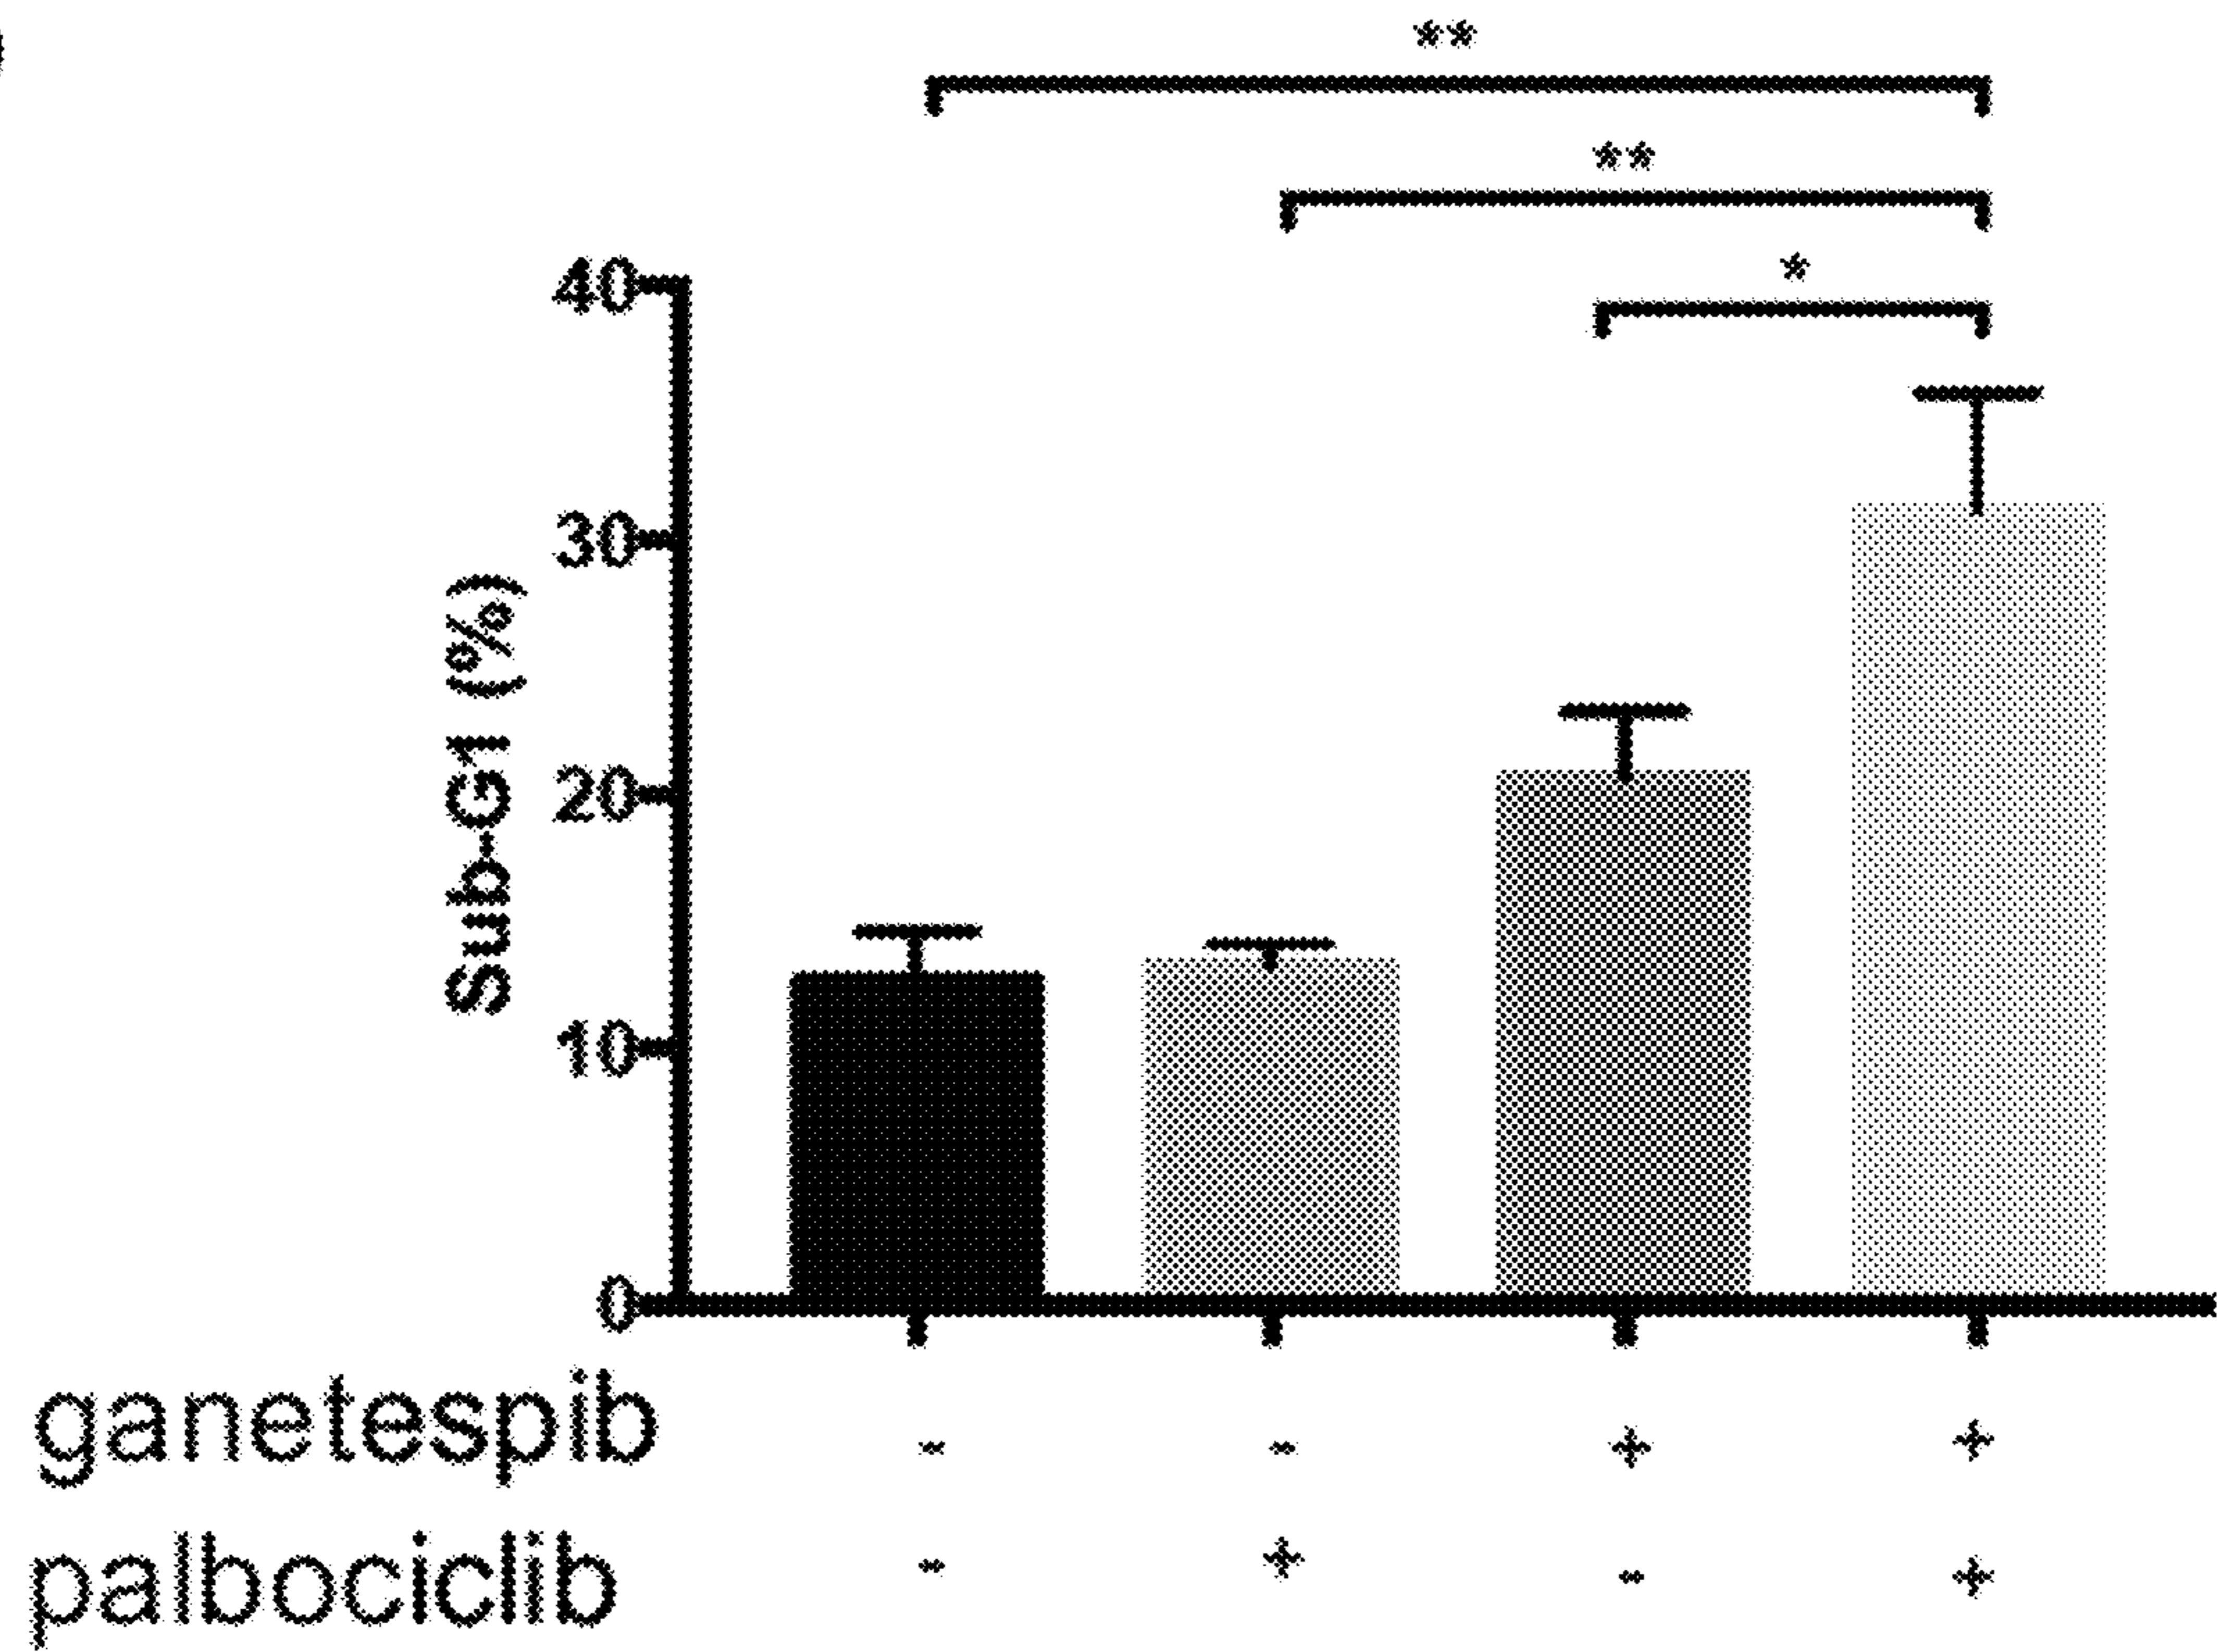 **
**
*
40
30
20
10
0
Sub-G1 (%)
ganetespib - - + +
palbociclib - + - +